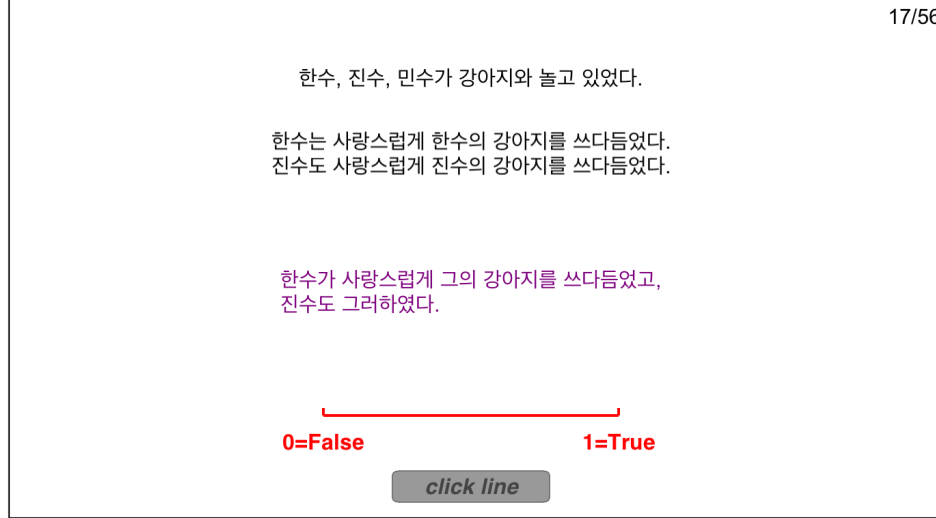 17/56
한수, 진수, 민수가 강아지와 놀고 있었다.
한수는 사랑스럽게 한수의 강아지를 쓰다듬었다.
진수도 사랑스럽게 진수의 강아지를 쓰다듬었다.
한수가 사랑스럽게 그의 강아지를 쓰다듬었고,
진수도 그러하였다.
0=False 1=True
click line